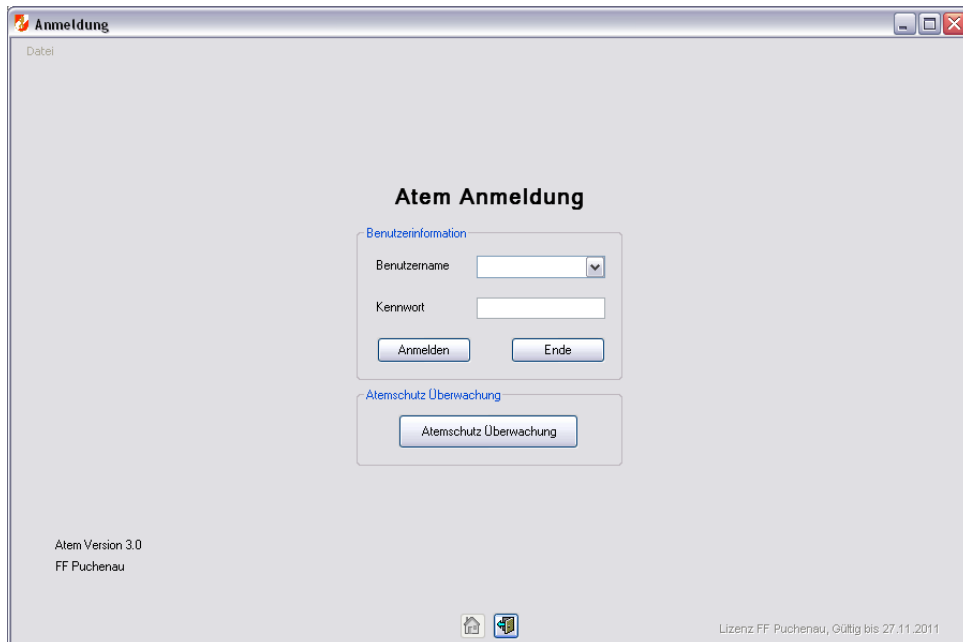 Anmeldung
Datei
Atem Anmeldung
Benutzerinformation
Benutzername
Kennwort
Anmelden Ende
Atemschutz Überwachung
Atemschutz Überwachung
Atem Version 3.0
FF Puchenau
Lizenz FF Puchenau, Gültig bis 27.11.2011